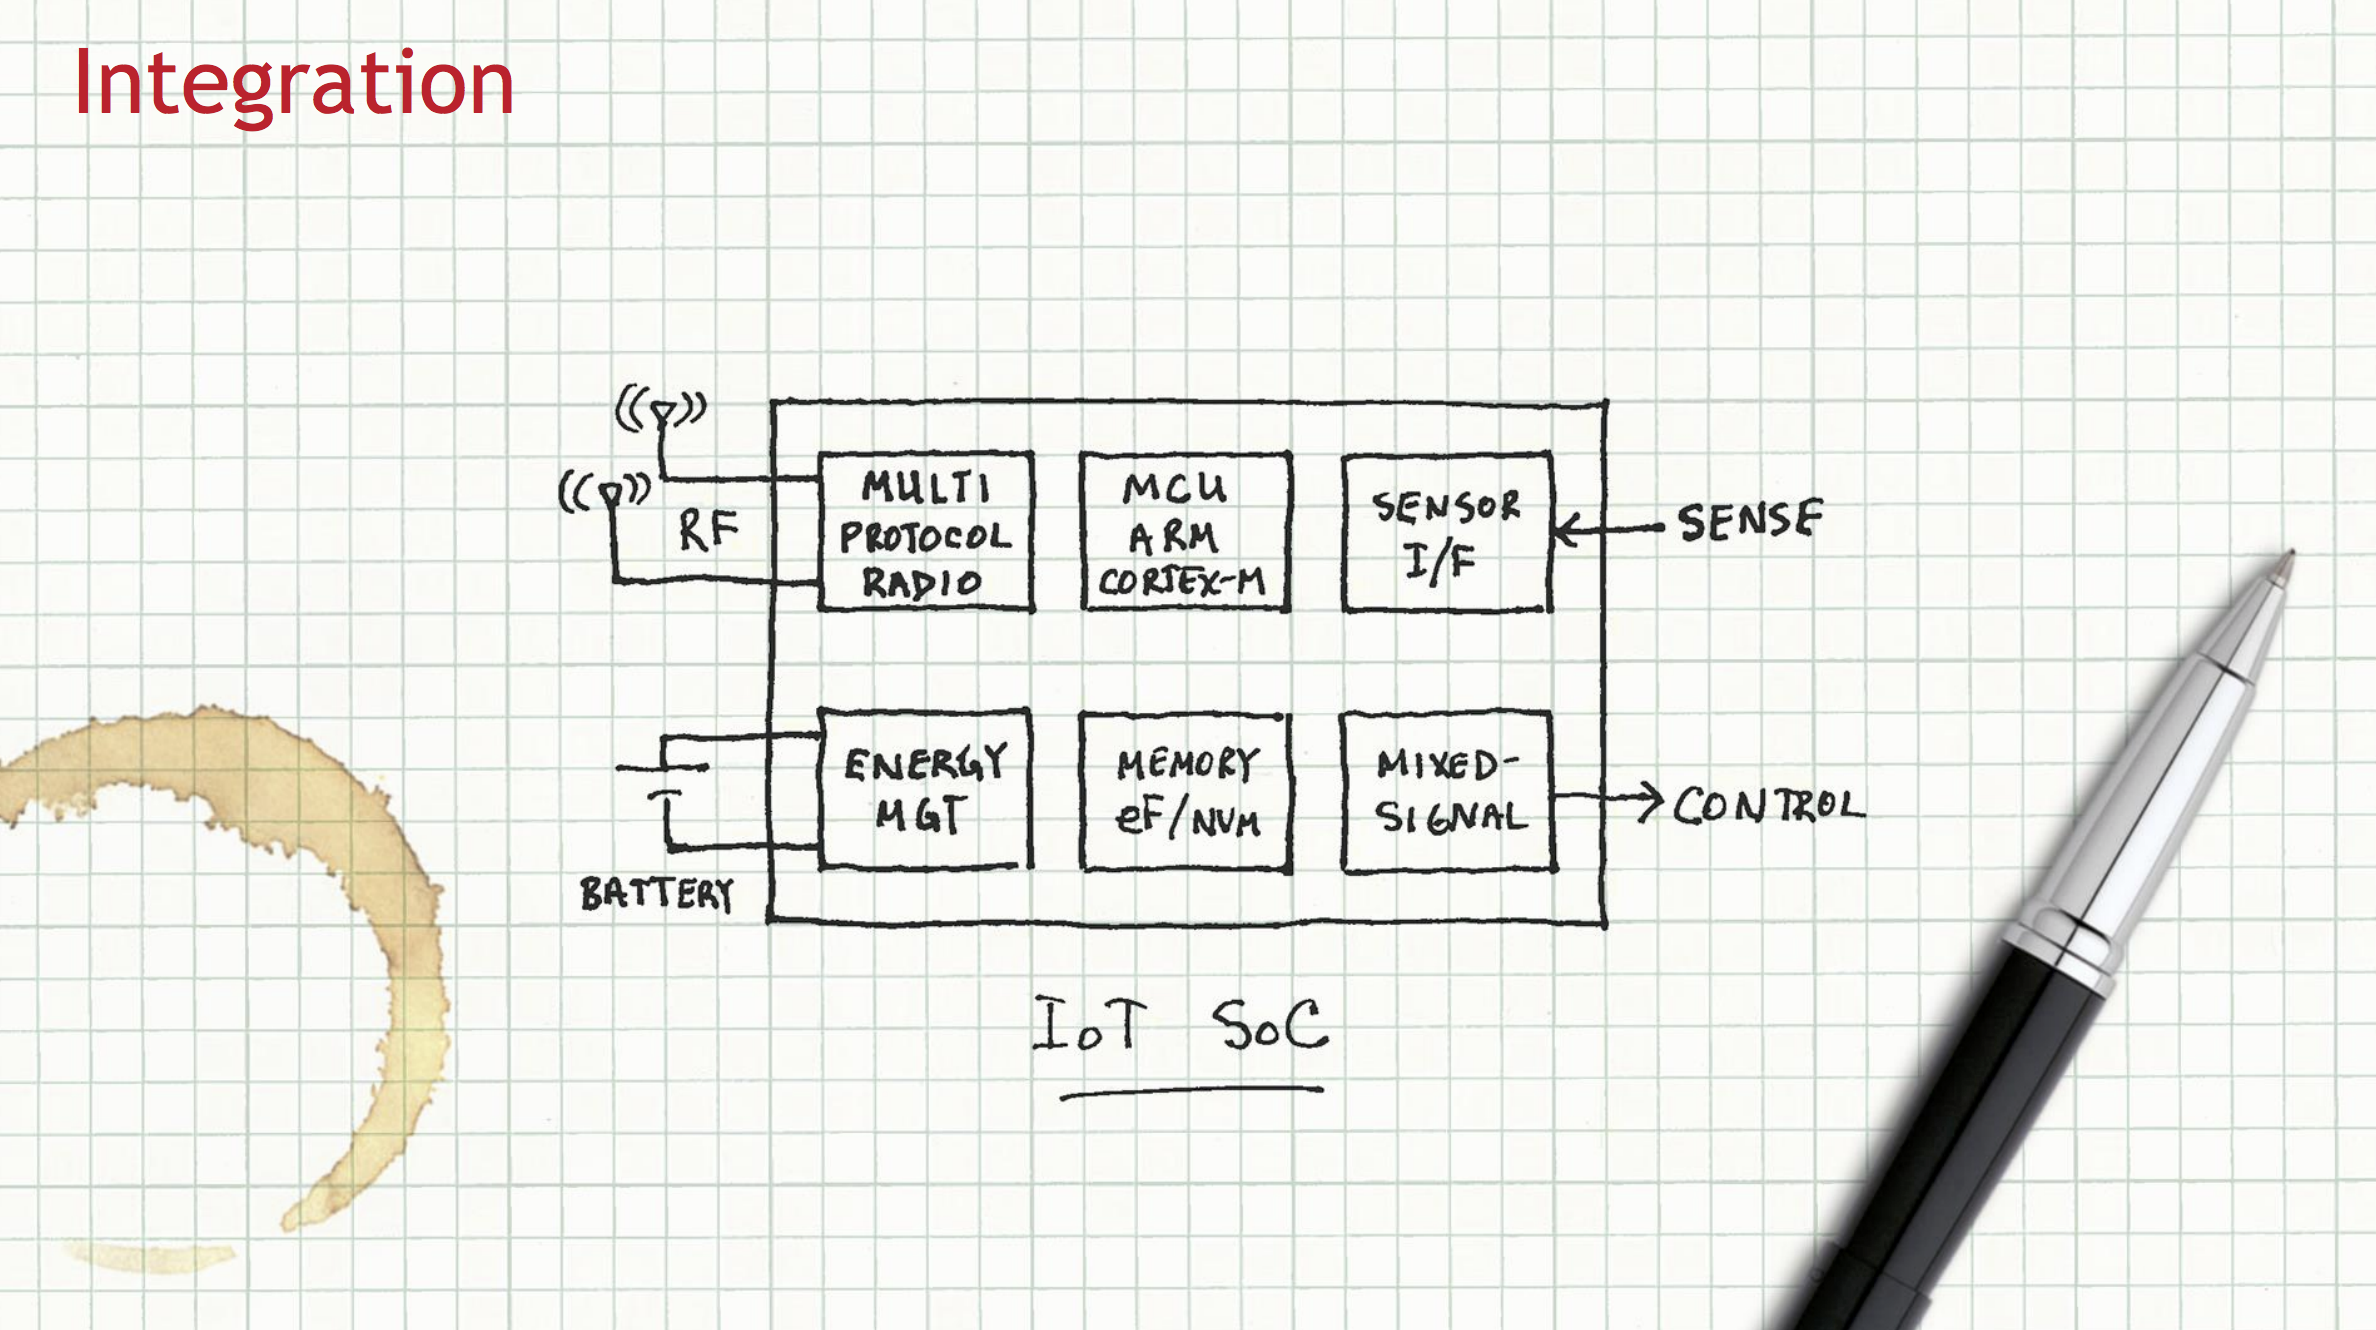 Integration
RF
MULTI
PROTOCOL
RADIO
MCU
ARM
CORTEX-M
SENSOR
I/F
SENSE
BATTERY
ENERGY
MGT
MEMORY
eF/NVM
MIXED-
SIGNAL
CONTROL
IoT SoC